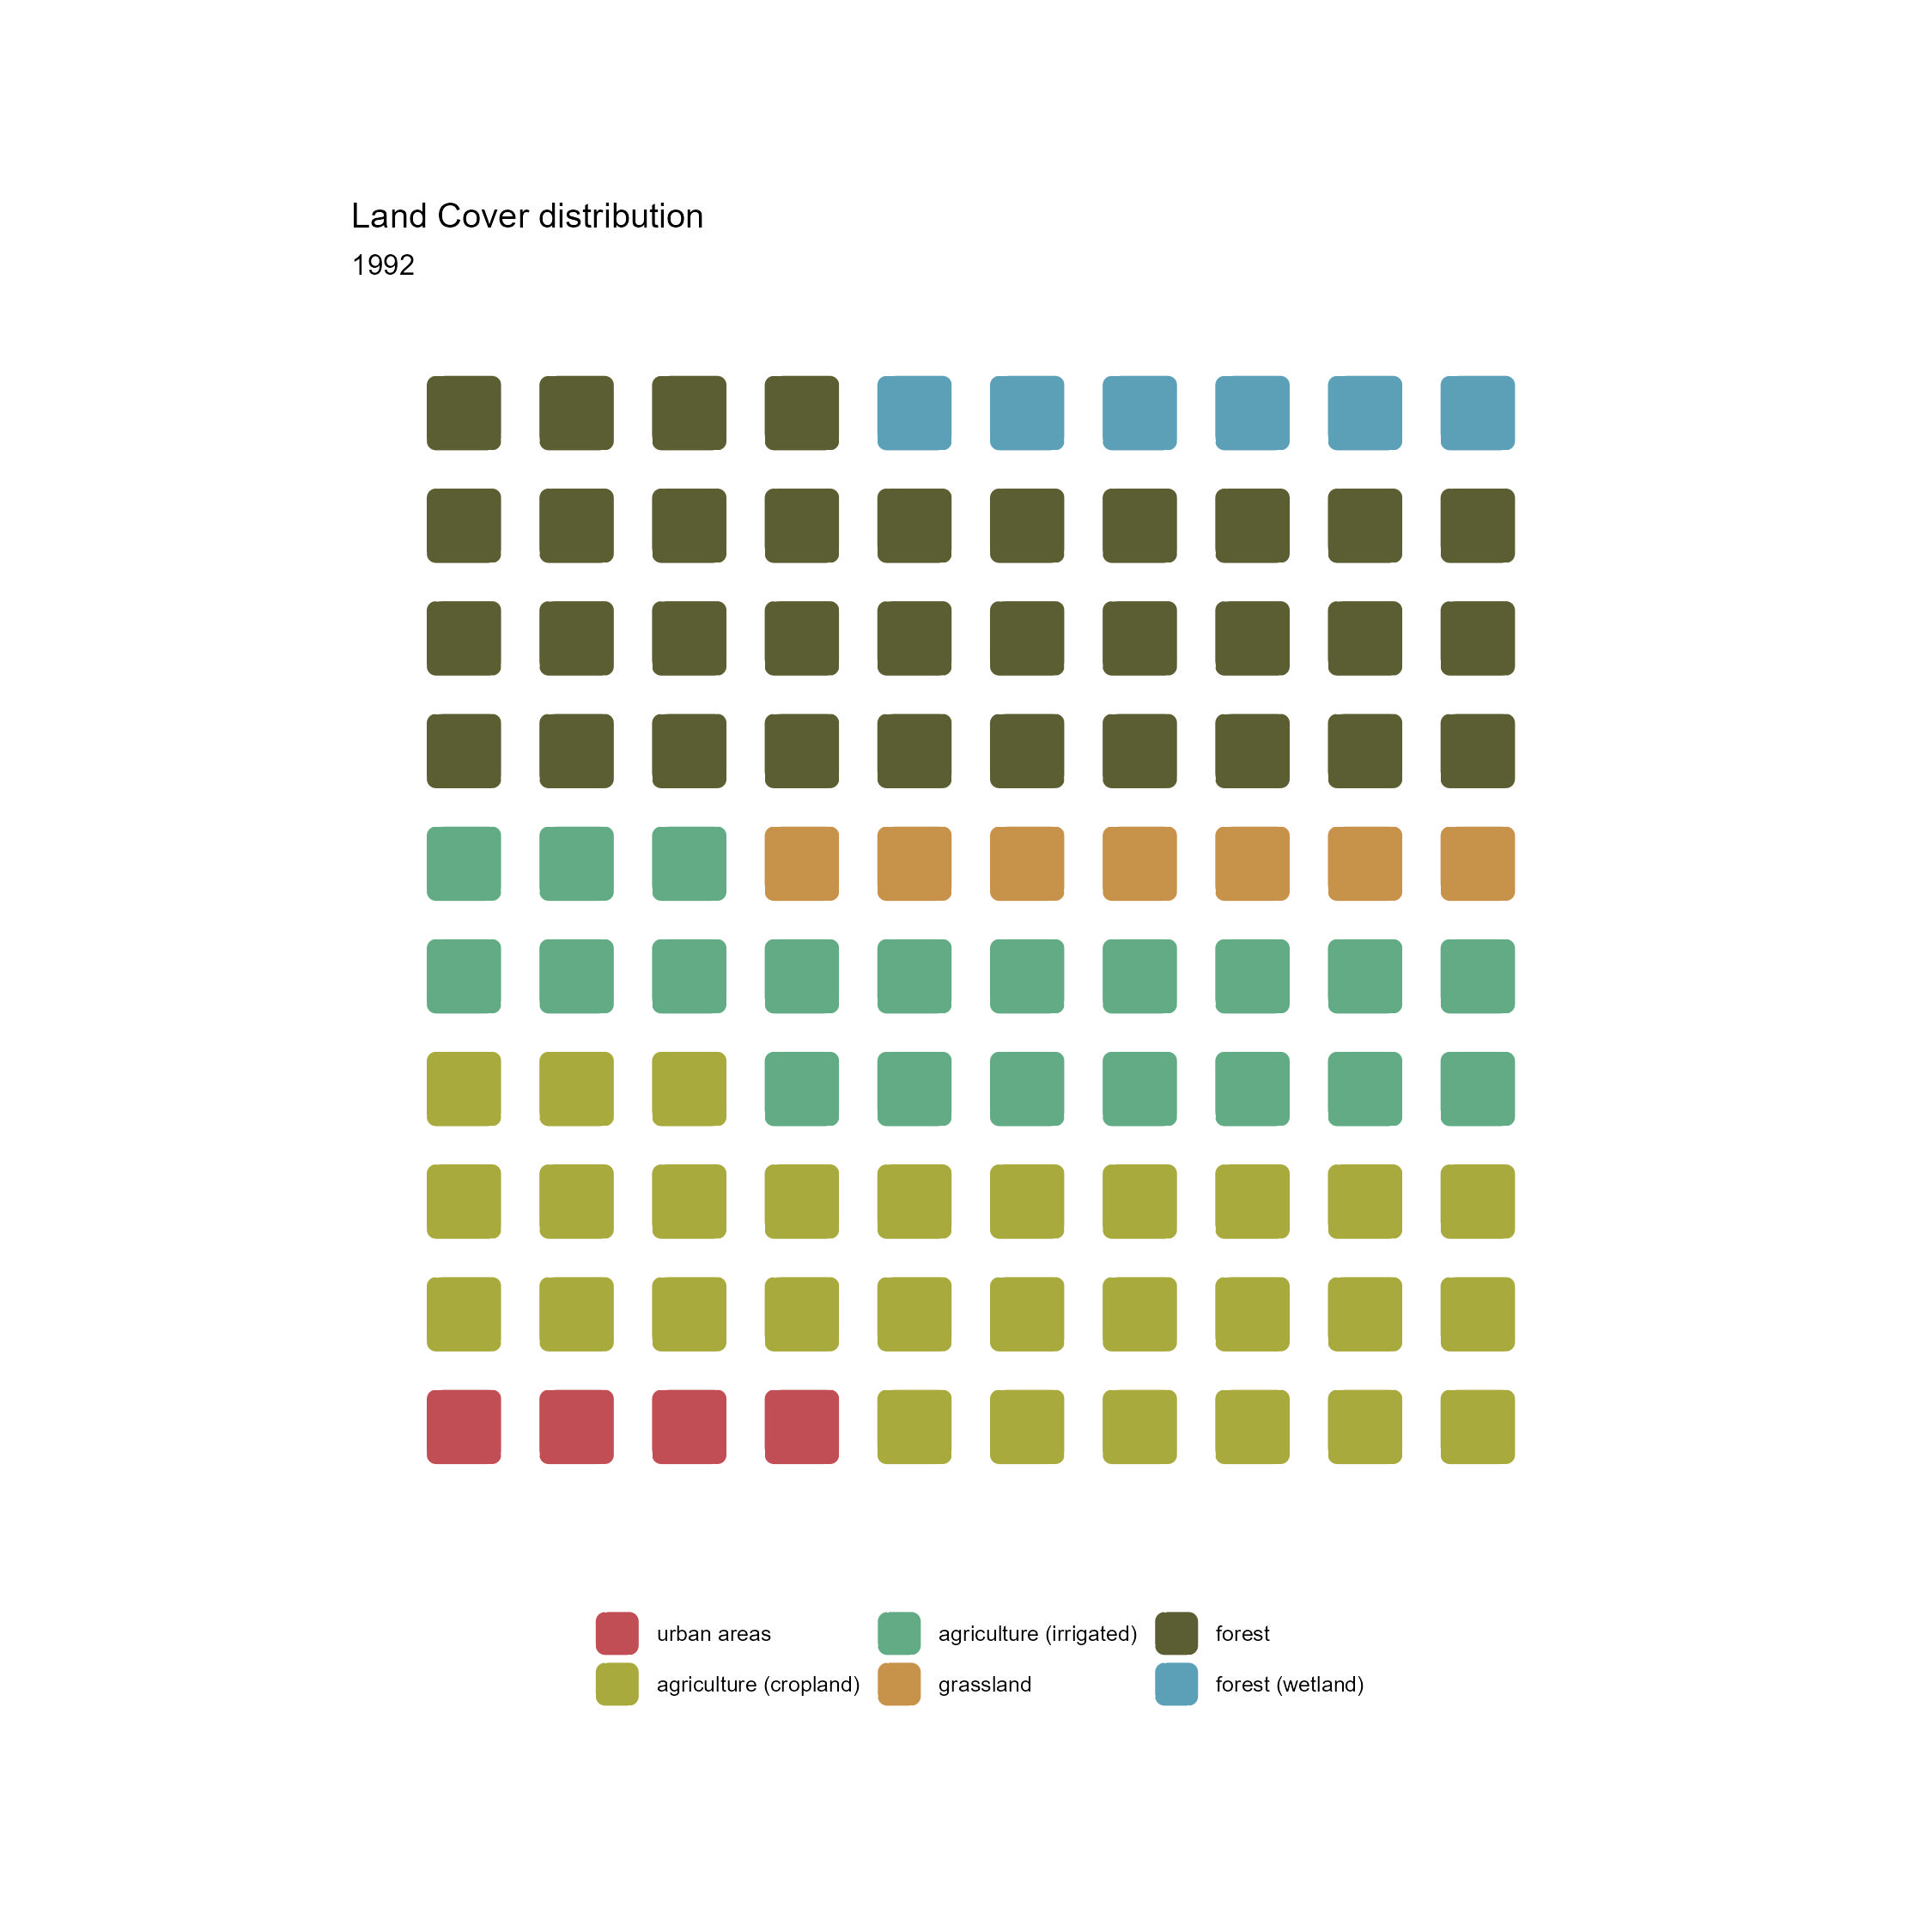 Land Cover distribution
1992
urban areas agriculture (irrigated) forest
agriculture (cropland) grassland forest (wetland)